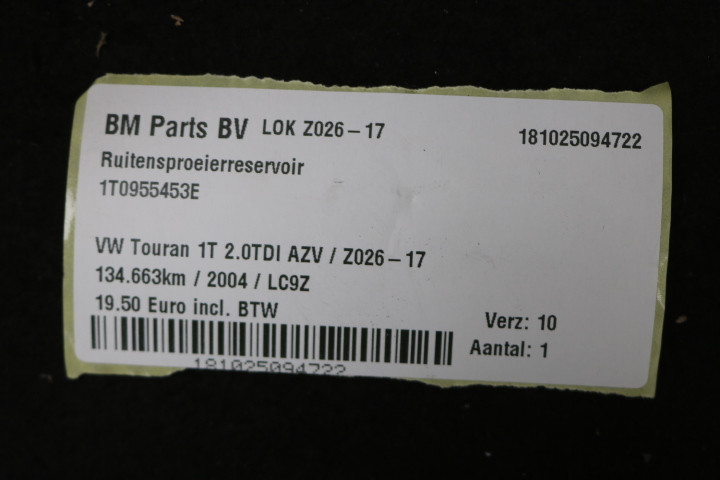 BM Parts BV LOK Z026-17 181025094722
Ruitensproeierreservoir
1T0955453E
VW Touran 1T 2.0TDI AZV / Z026-17
134.663km / 2004 / LC9Z
19.50 Euro incl. BTW
Verz: 10
Aantal: 1
181025094722